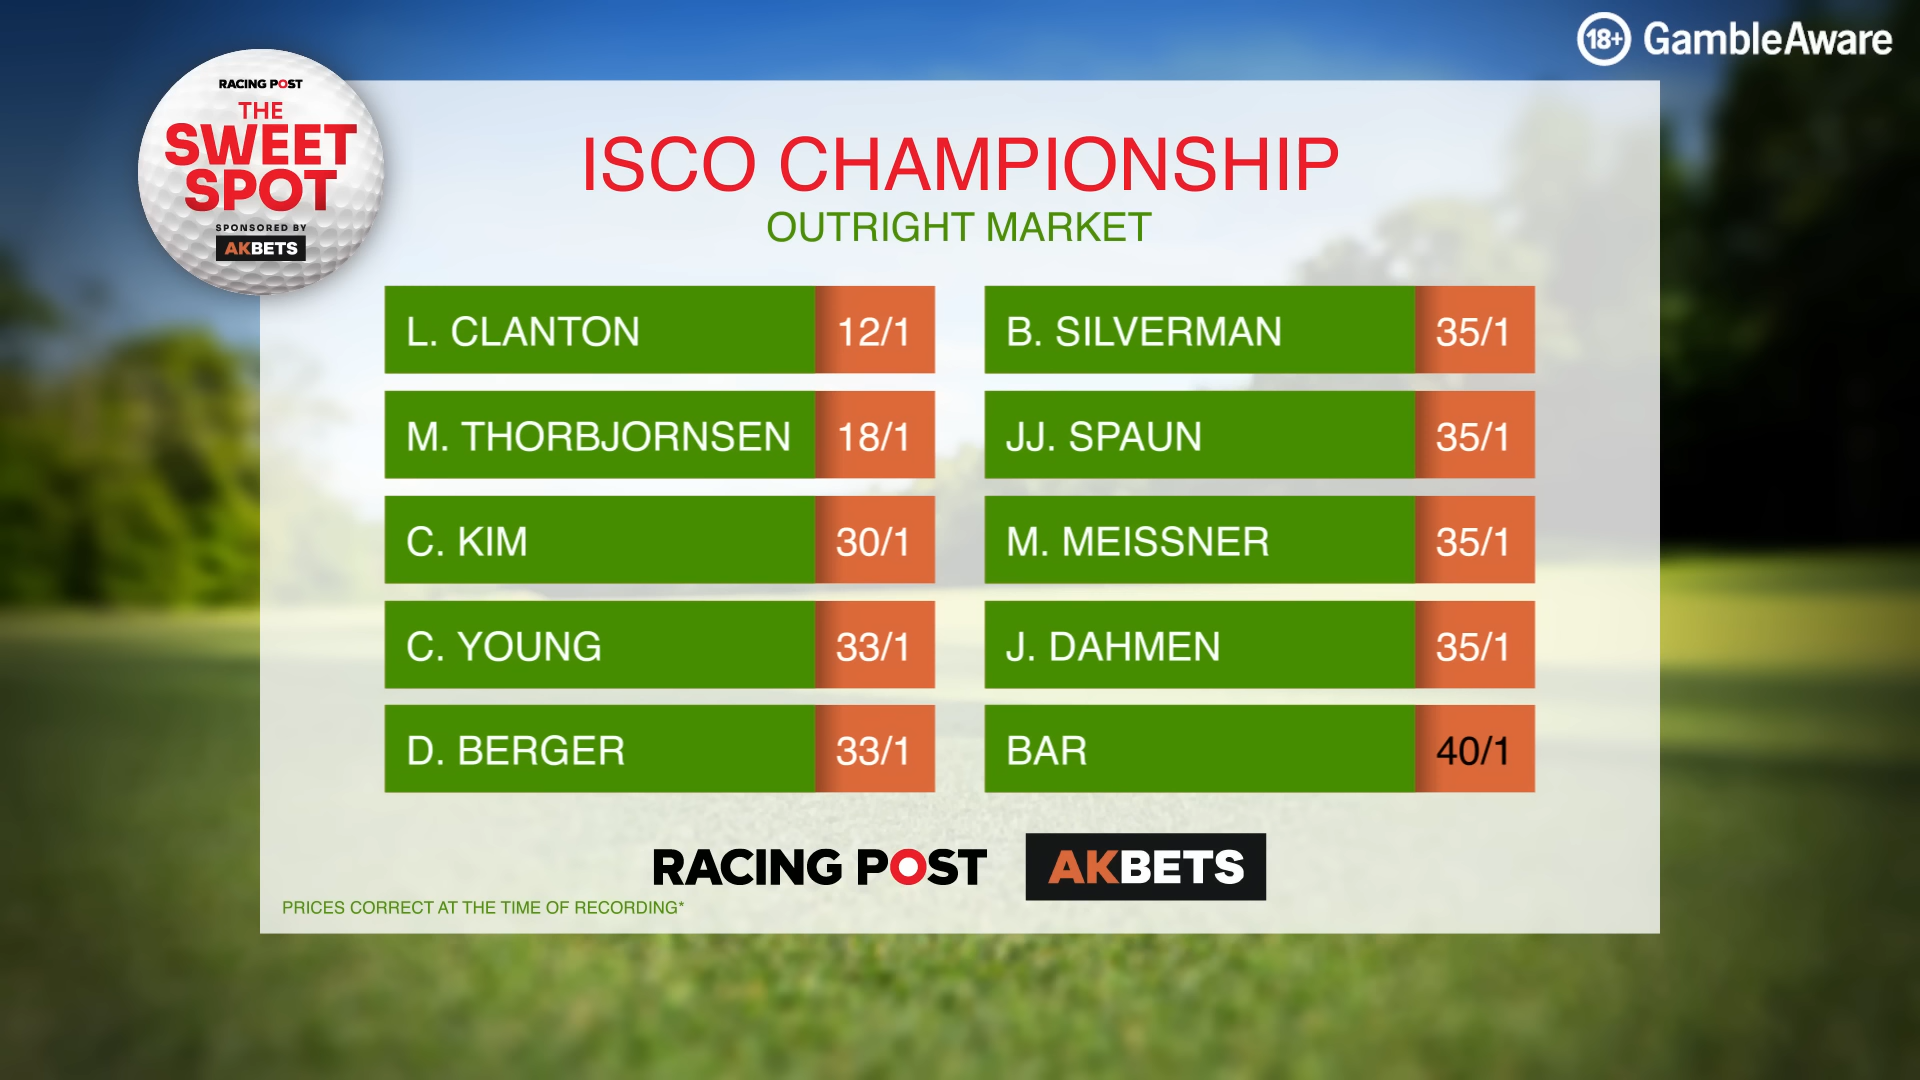 18+ GambleAware
RACING POST
THE
SWEET
SPOT
SPONSORED BY
AKBETS
ISCO CHAMPIONSHIP
OUTRIGHT MARKET
L. CLANTON 12/1
M. THORBJORNSEN 18/1
C. KIM 30/1
C. YOUNG 33/1
D. BERGER 33/1
B. SILVERMAN 35/1
JJ. SPAUN 35/1
M. MEISSNER 35/1
J. DAHMEN 35/1
BAR 40/1
RACING POST AKBETS
PRICES CORRECT AT THE TIME OF RECORDING*